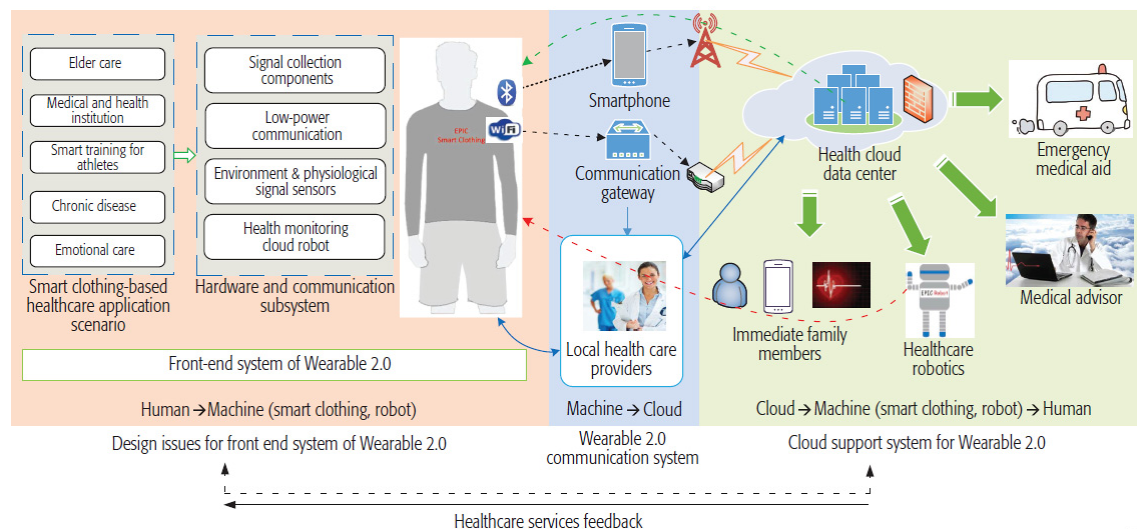 Elder care
Medical and health
institution
Smart training for
athletes
Chronic disease
Emotional care
Smart clothing-based
healthcare application
scenario
Signal collection
components
Low-power
communication
Environment & physiological
signal sensors
Health monitoring
cloud robot
Hardware and communication
subsystem
EPIC
Smart Clothing
WiFi
Front-end system of Wearable 2.0
Human → Machine (smart clothing, robot)
Design issues for front end system of Wearable 2.0
Smartphone
Communication
gateway
Local health care
providers
Machine → Cloud
Wearable 2.0
communication system
Health cloud
data center
Emergency
medical aid
Medical advisor
Immediate family
members
EPIC Robot
Healthcare
robotics
Cloud → Machine (smart clothing, robot) → Human
Cloud support system for Wearable 2.0
Healthcare services feedback